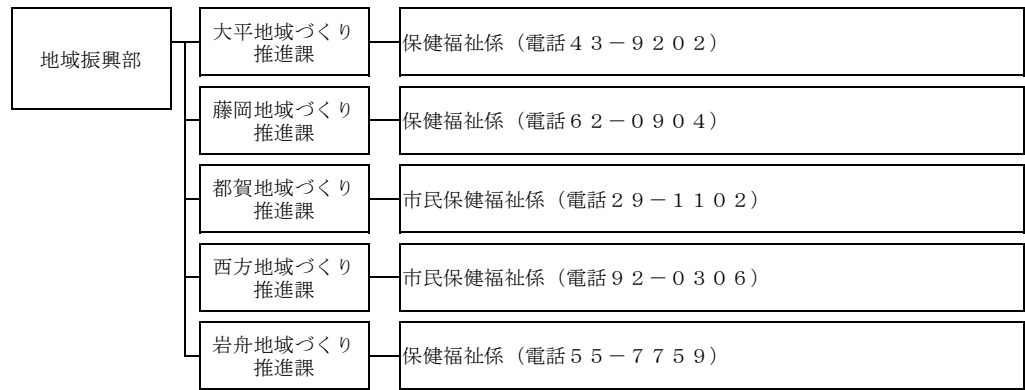 地域振興部
大平地域づくり
推進課
保健福祉係（電話４３－９２０２）
藤岡地域づくり
推進課
保健福祉係（電話６２－０９０４）
都賀地域づくり
推進課
市民保健福祉係（電話２９－１１０２）
西方地域づくり
推進課
市民保健福祉係（電話９２－０３０６）
岩舟地域づくり
推進課
保健福祉係（電話５５－７７５９）